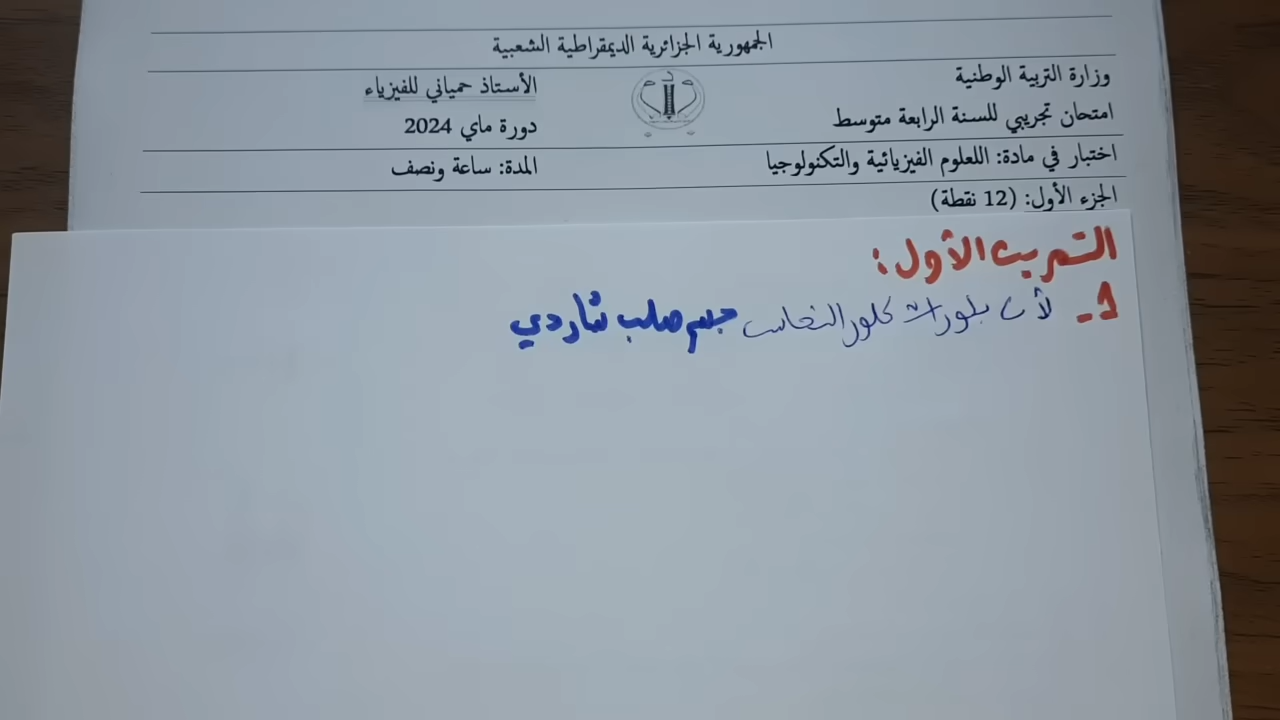 الجمهورية الجزائرية الديمقراطية الشعبية
وزارة التربية الوطنية
الأستاذ حمياني للفيزياء
امتحان تجريبي للسنة الرابعة متوسط
دورة ماي 2024
اختبار في مادة: اللعلوم الفيزيائية والتكنولوجيا
المدة: ساعة ونصف
الجزء الأول: (12 نقطة)
التمرين الأول:
1- لأن بلورات كلور النحاس جسم صلب شاردي